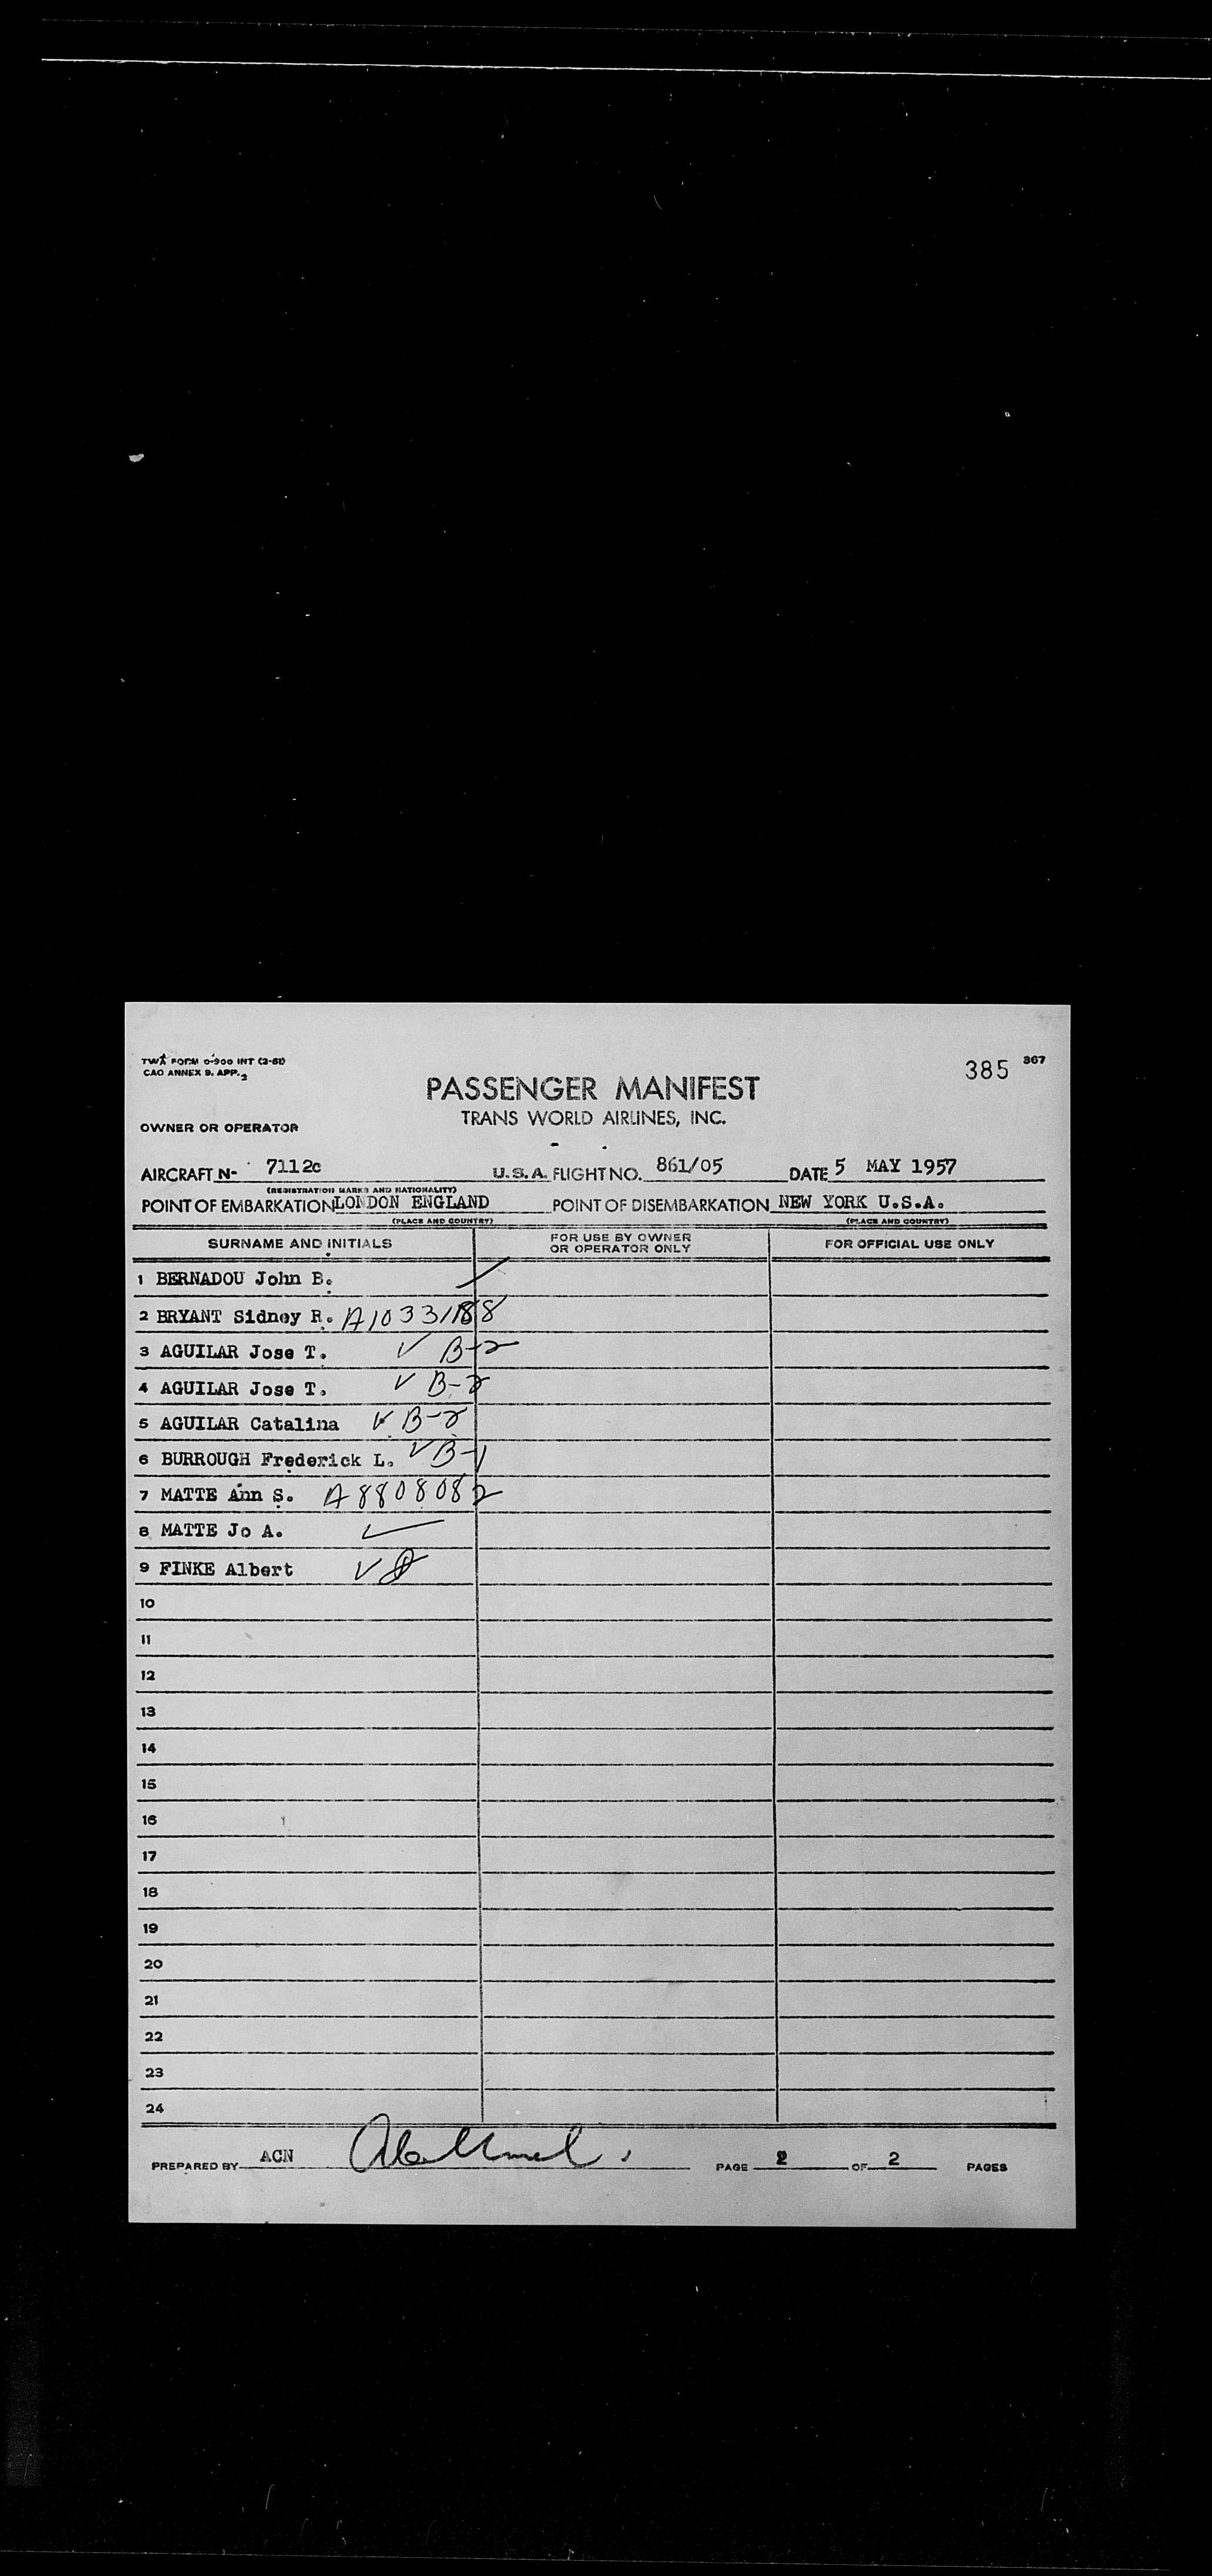 TWA FORM 0-900 INT (3-51)
CAO ANNEX 9. APP. 2
385 367
PASSENGER MANIFEST
TRANS WORLD AIRLINES, INC.
OWNER OR OPERATOR
AIRCRAFT N- 7112c U.S.A. FLIGHT NO. 861/05 DATE 5 MAY 1957
(REGISTRATION MARKS AND NATIONALITY)
POINT OF EMBARKATION LONDON ENGLAND POINT OF DISEMBARKATION NEW YORK U.S.A.
(PLACE AND COUNTRY) (PLACE AND COUNTRY)
SURNAME AND INITIALS FOR USE BY OWNER OR OPERATOR ONLY FOR OFFICIAL USE ONLY
1 BERNADOU John B.
2 BRYANT Sidney R. A1033188
3 AGUILAR Jose T. ✓ B-2
4 AGUILAR Jose T. ✓ B-2
5 AGUILAR Catalina ✓ B-2
6 BURROUGH Frederick L. ✓ B-1
7 MATTE Ann S. A8808082
8 MATTE Jo A. ✓
9 FINKE Albert ✓
10
11
12
13
14
15
16
17
18
19
20
21
22
23
24
PREPARED BY ACN PAGE 2 OF 2 PAGES